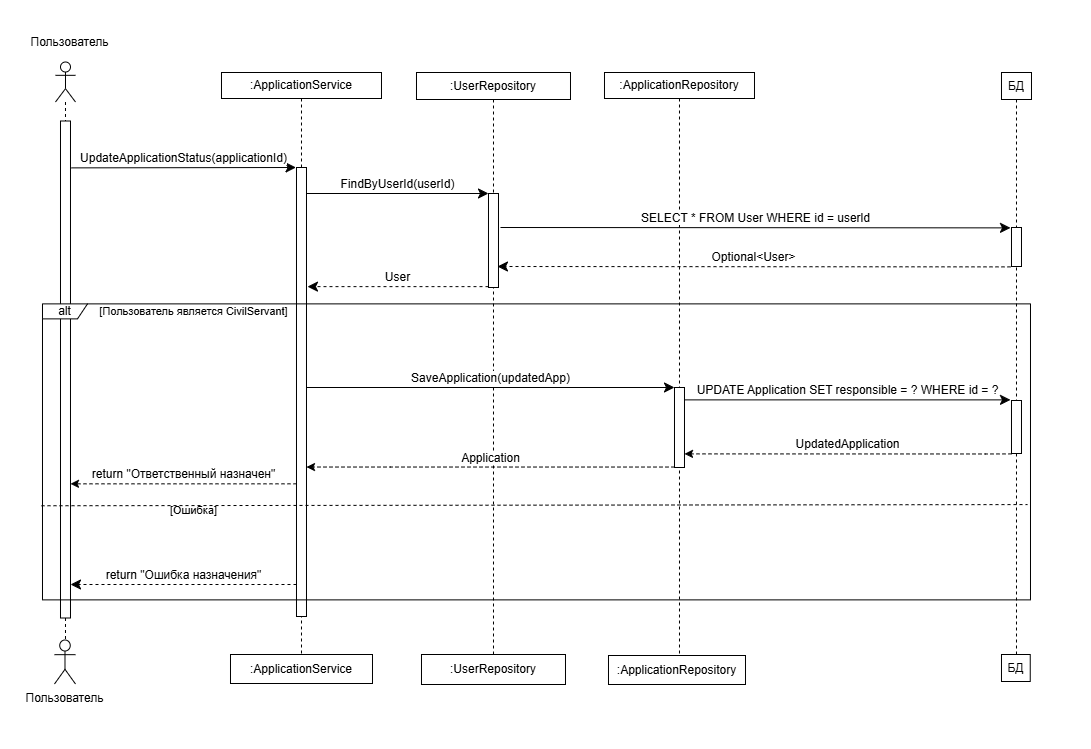 Пользователь
:ApplicationService
:UserRepository
:ApplicationRepository
БД
UpdateApplicationStatus(applicationId)
FindByUserId(userId)
SELECT * FROM User WHERE id = userId
Optional<User>
User
alt
[Пользователь является CivilServant]
SaveApplication(updatedApp)
UPDATE Application SET responsible = ? WHERE id = ?
UpdatedApplication
Application
return "Ответственный назначен"
[Ошибка]
return "Ошибка назначения"
:ApplicationService
:UserRepository
:ApplicationRepository
БД
Пользователь